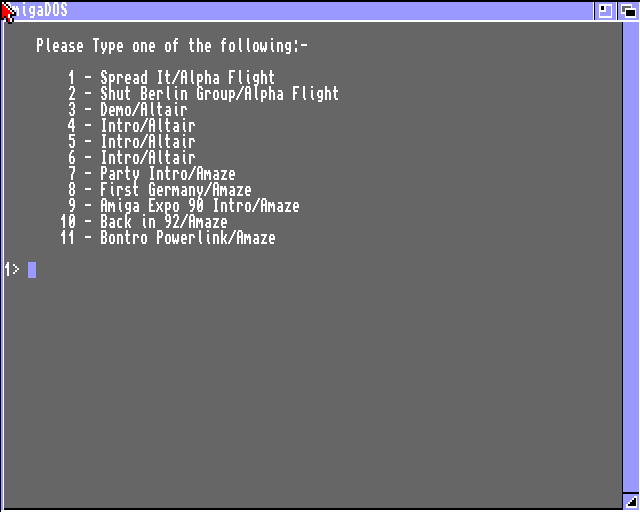 AmigaDOS
Please Type one of the following:-
1 - Spread It/Alpha Flight
2 - Shut Berlin Group/Alpha Flight
3 - Demo/Altair
4 - Intro/Altair
5 - Intro/Altair
6 - Intro/Altair
7 - Party Intro/Amaze
8 - First Germany/Amaze
9 - Amiga Expo 90 Intro/Amaze
10 - Back in 92/Amaze
11 - Bontro Powerlink/Amaze
1>